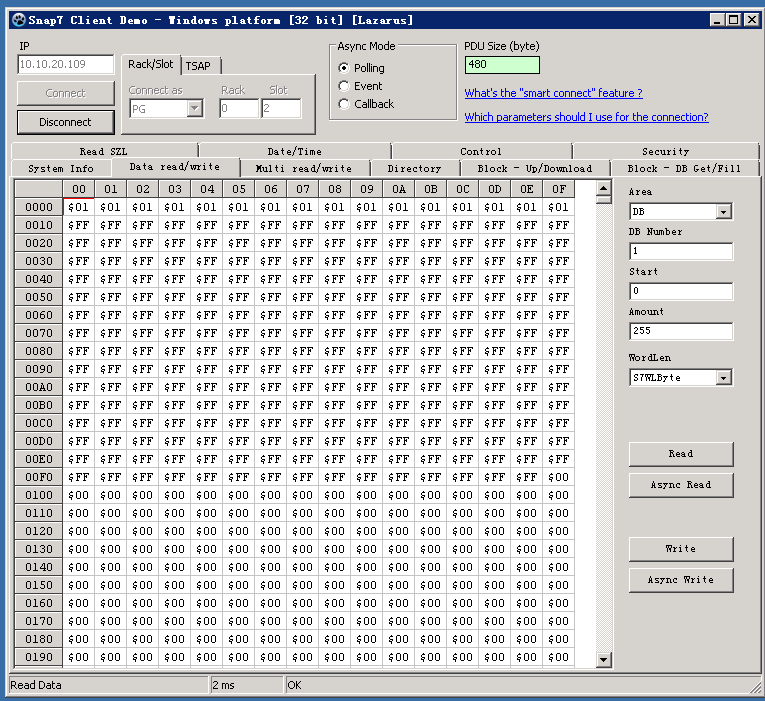 Snap7 Client Demo - Windows platform [32 bit] [Lazarus]
IP
10.10.20.109
Connect
Disconnect
Rack/Slot TSAP
Connect as Rack Slot
PG 0 2
Async Mode
Polling
Event
Callback
PDU Size (byte)
480
What's the "smart connect" feature ?
Which parameters should I use for the connection?
Read SZL Date/Time Control Security
System Info Data read/write Multi read/write Directory Block - Up/Download Block - DB Get/Fill
00 01 02 03 04 05 06 07 08 09 0A 0B 0C 0D 0E 0F
0000 $01 $01 $01 $01 $01 $01 $01 $01 $01 $01 $01 $01 $01 $01 $01 $01
0010 $FF $FF $FF $FF $FF $FF $FF $FF $FF $FF $FF $FF $FF $FF $FF $FF
0020 $FF $FF $FF $FF $FF $FF $FF $FF $FF $FF $FF $FF $FF $FF $FF $FF
0030 $FF $FF $FF $FF $FF $FF $FF $FF $FF $FF $FF $FF $FF $FF $FF $FF
0040 $FF $FF $FF $FF $FF $FF $FF $FF $FF $FF $FF $FF $FF $FF $FF $FF
0050 $FF $FF $FF $FF $FF $FF $FF $FF $FF $FF $FF $FF $FF $FF $FF $FF
0060 $FF $FF $FF $FF $FF $FF $FF $FF $FF $FF $FF $FF $FF $FF $FF $FF
0070 $FF $FF $FF $FF $FF $FF $FF $FF $FF $FF $FF $FF $FF $FF $FF $FF
0080 $FF $FF $FF $FF $FF $FF $FF $FF $FF $FF $FF $FF $FF $FF $FF $FF
0090 $FF $FF $FF $FF $FF $FF $FF $FF $FF $FF $FF $FF $FF $FF $FF $FF
00A0 $FF $FF $FF $FF $FF $FF $FF $FF $FF $FF $FF $FF $FF $FF $FF $FF
00B0 $FF $FF $FF $FF $FF $FF $FF $FF $FF $FF $FF $FF $FF $FF $FF $FF
00C0 $FF $FF $FF $FF $FF $FF $FF $FF $FF $FF $FF $FF $FF $FF $FF $FF
00D0 $FF $FF $FF $FF $FF $FF $FF $FF $FF $FF $FF $FF $FF $FF $FF $FF
00E0 $FF $FF $FF $FF $FF $FF $FF $FF $FF $FF $FF $FF $FF $FF $FF $FF
00F0 $FF $FF $FF $FF $FF $FF $FF $FF $FF $FF $FF $FF $FF $FF $FF $00
0100 $00 $00 $00 $00 $00 $00 $00 $00 $00 $00 $00 $00 $00 $00 $00 $00
0110 $00 $00 $00 $00 $00 $00 $00 $00 $00 $00 $00 $00 $00 $00 $00 $00
0120 $00 $00 $00 $00 $00 $00 $00 $00 $00 $00 $00 $00 $00 $00 $00 $00
0130 $00 $00 $00 $00 $00 $00 $00 $00 $00 $00 $00 $00 $00 $00 $00 $00
0140 $00 $00 $00 $00 $00 $00 $00 $00 $00 $00 $00 $00 $00 $00 $00 $00
0150 $00 $00 $00 $00 $00 $00 $00 $00 $00 $00 $00 $00 $00 $00 $00 $00
0160 $00 $00 $00 $00 $00 $00 $00 $00 $00 $00 $00 $00 $00 $00 $00 $00
0170 $00 $00 $00 $00 $00 $00 $00 $00 $00 $00 $00 $00 $00 $00 $00 $00
0180 $00 $00 $00 $00 $00 $00 $00 $00 $00 $00 $00 $00 $00 $00 $00 $00
0190 $00 $00 $00 $00 $00 $00 $00 $00 $00 $00 $00 $00 $00 $00 $00 $00
Area
DB
DB Number
1
Start
0
Amount
255
WordLen
S7WLByte
Read
Async Read
Write
Async Write
Read Data 2 ms OK